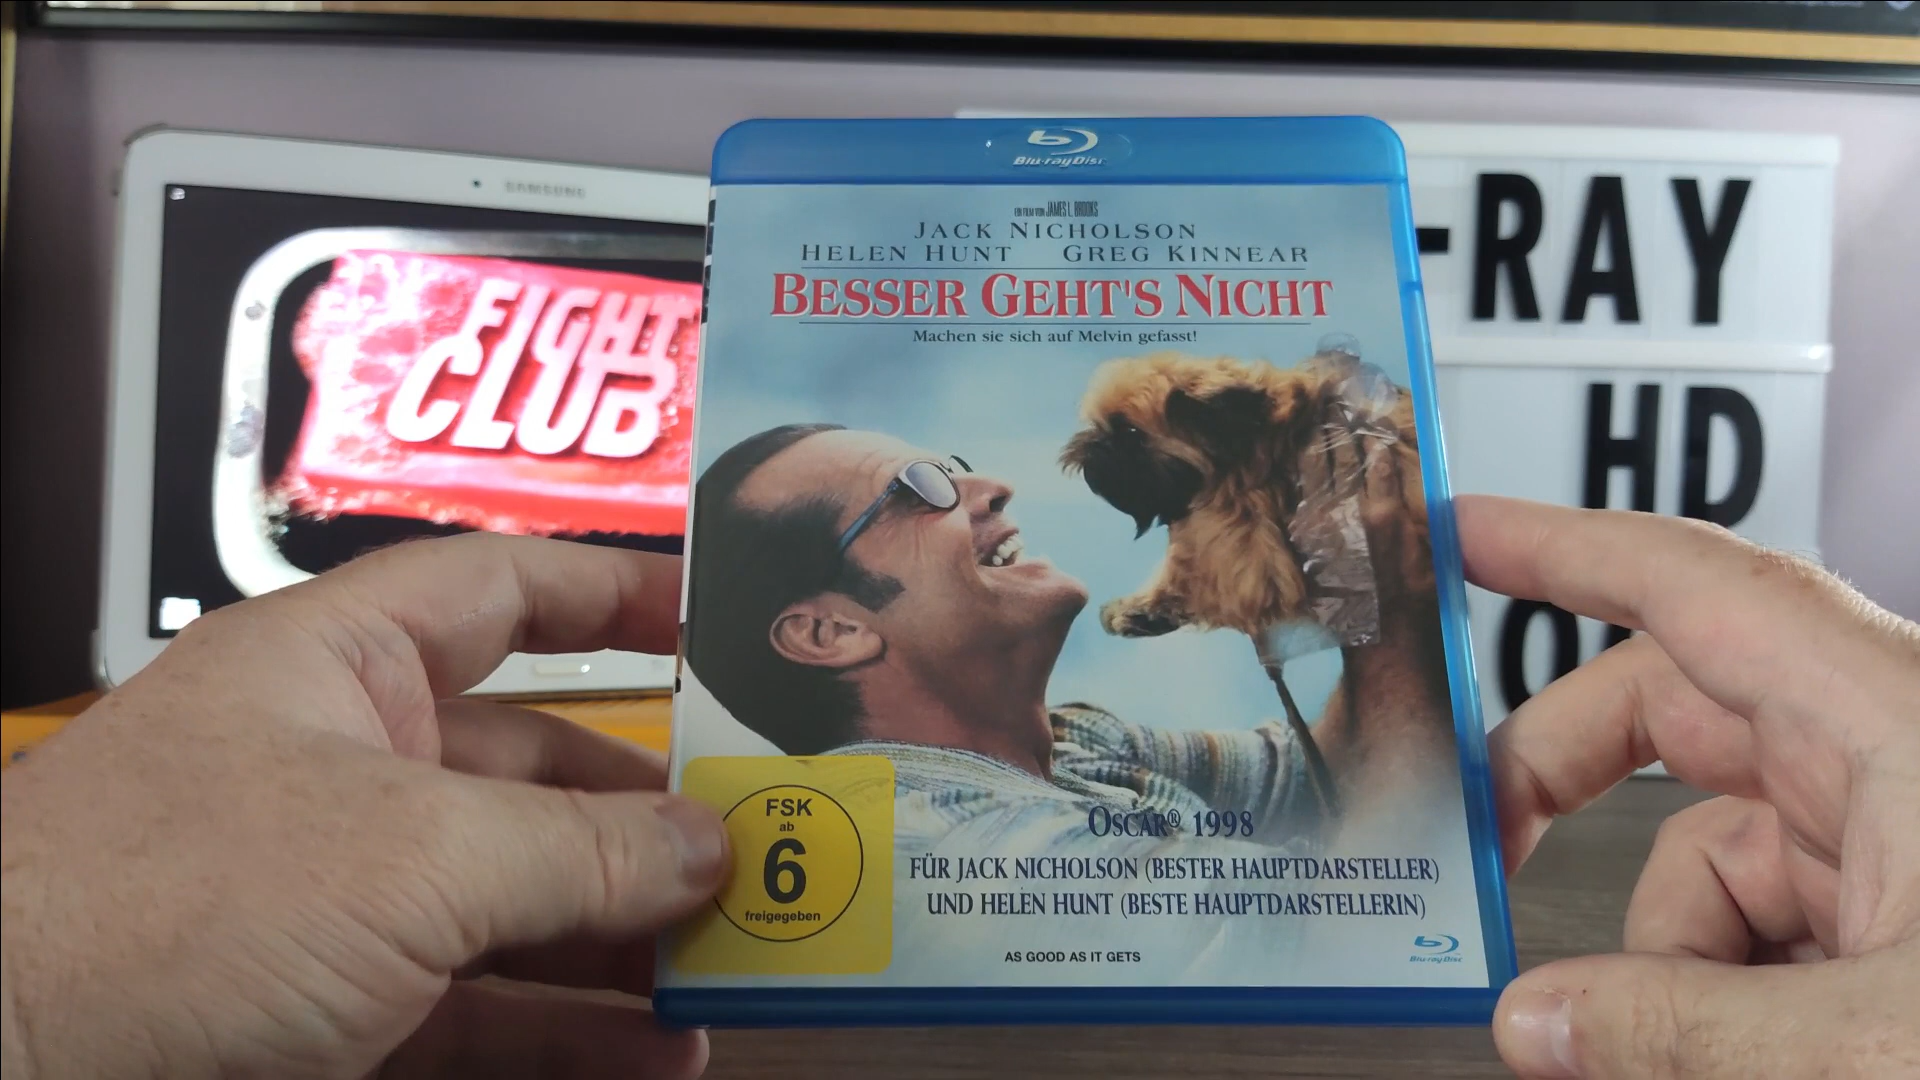 SAMSUNG
FIGHT
CLUB
Blu-ray Disc
EIN FILM VON JAMES L. BROOKS
JACK NICHOLSON
HELEN HUNT GREG KINNEAR
BESSER GEHT'S NICHT
Machen sie sich auf Melvin gefasst!
-RAY
HD
FSK
ab
6
freigegeben
OSCAR® 1998
FÜR JACK NICHOLSON (BESTER HAUPTDARSTELLER)
UND HELEN HUNT (BESTE HAUPTDARSTELLERIN)
AS GOOD AS IT GETS
Blu-ray Disc